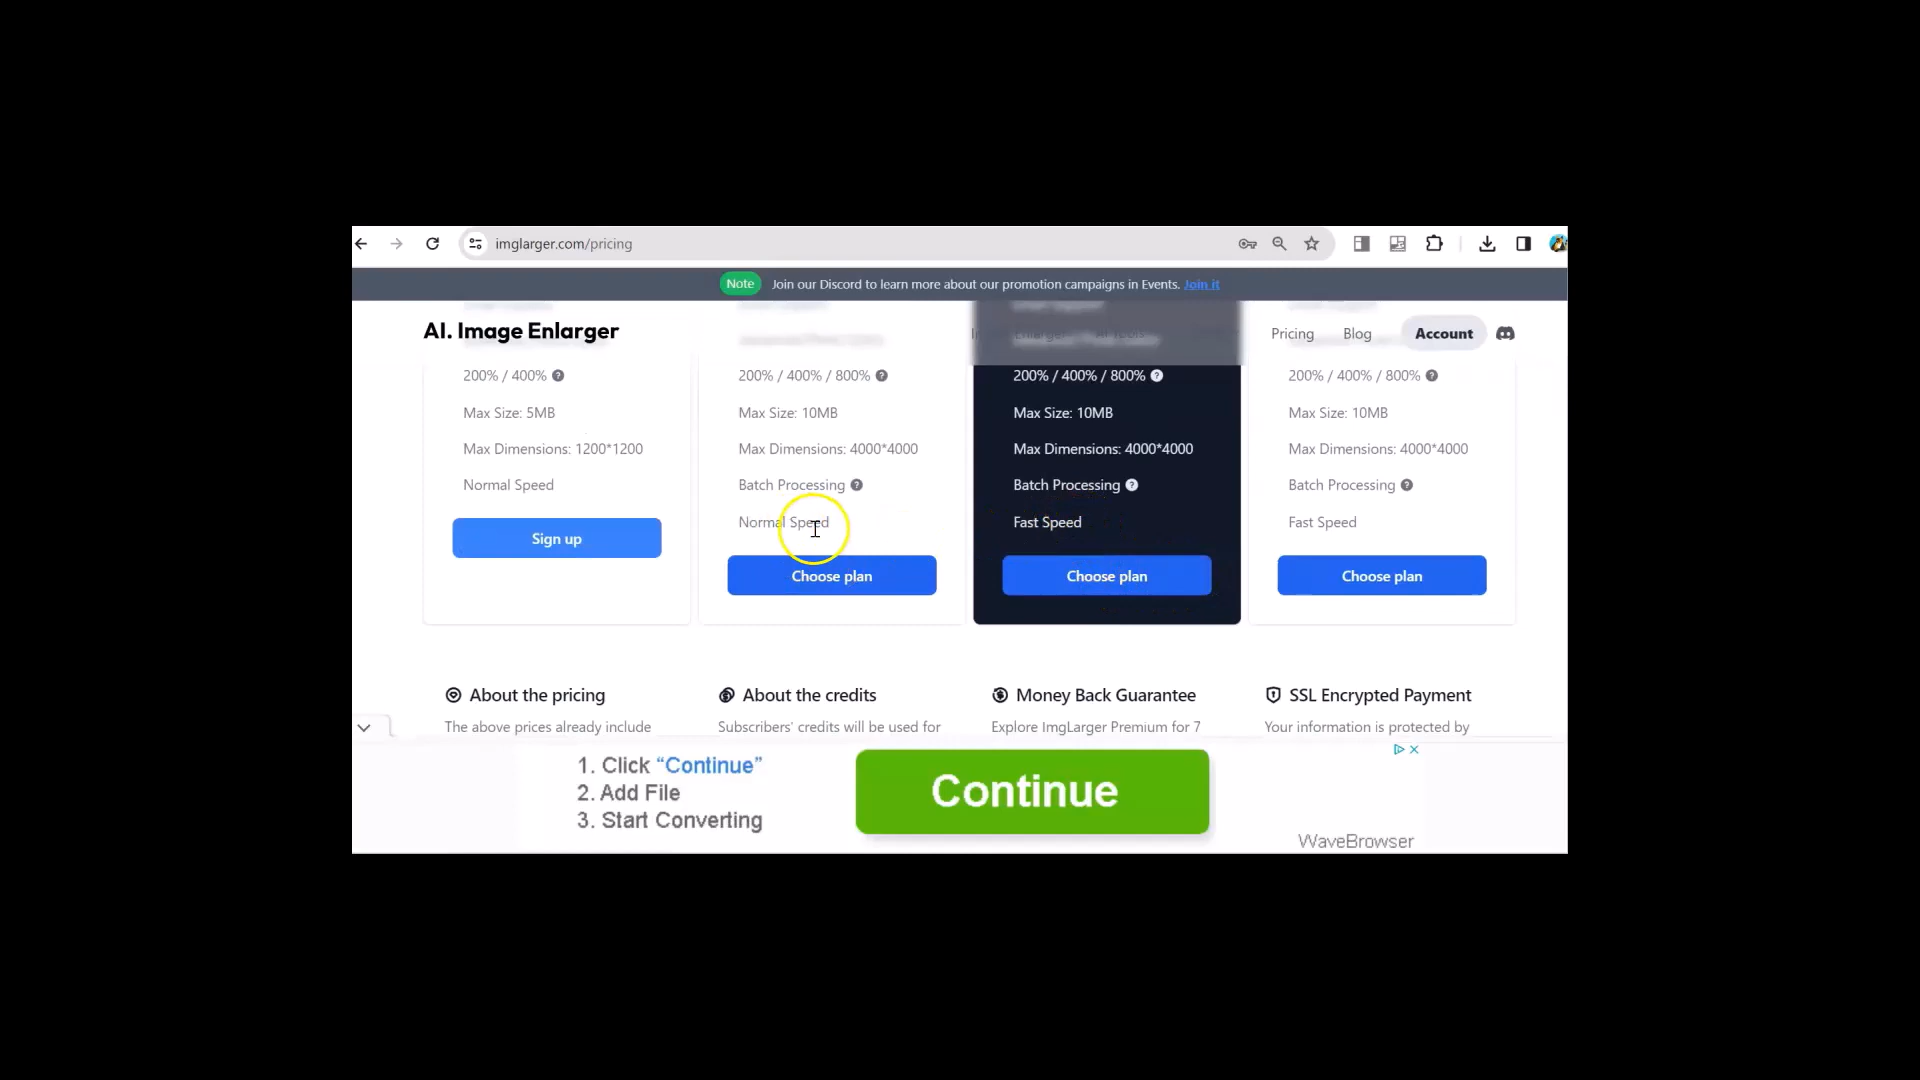 imglarger.com/pricing
Note Join our Discord to learn more about our promotion campaigns in Events. Join it
AI. Image Enlarger
Pricing Blog Account
200% / 400%
Max Size: 5MB
Max Dimensions: 1200*1200
Normal Speed
Sign up
200% / 400% / 800%
Max Size: 10MB
Max Dimensions: 4000*4000
Batch Processing
Normal Speed
Choose plan
200% / 400% / 800%
Max Size: 10MB
Max Dimensions: 4000*4000
Batch Processing
Fast Speed
Choose plan
200% / 400% / 800%
Max Size: 10MB
Max Dimensions: 4000*4000
Batch Processing
Fast Speed
Choose plan
About the pricing
The above prices already include
About the credits
Subscribers' credits will be used for
Money Back Guarantee
Explore ImgLarger Premium for 7
SSL Encrypted Payment
Your information is protected by
1. Click “Continue”
2. Add File
3. Start Converting
Continue
WaveBrowser